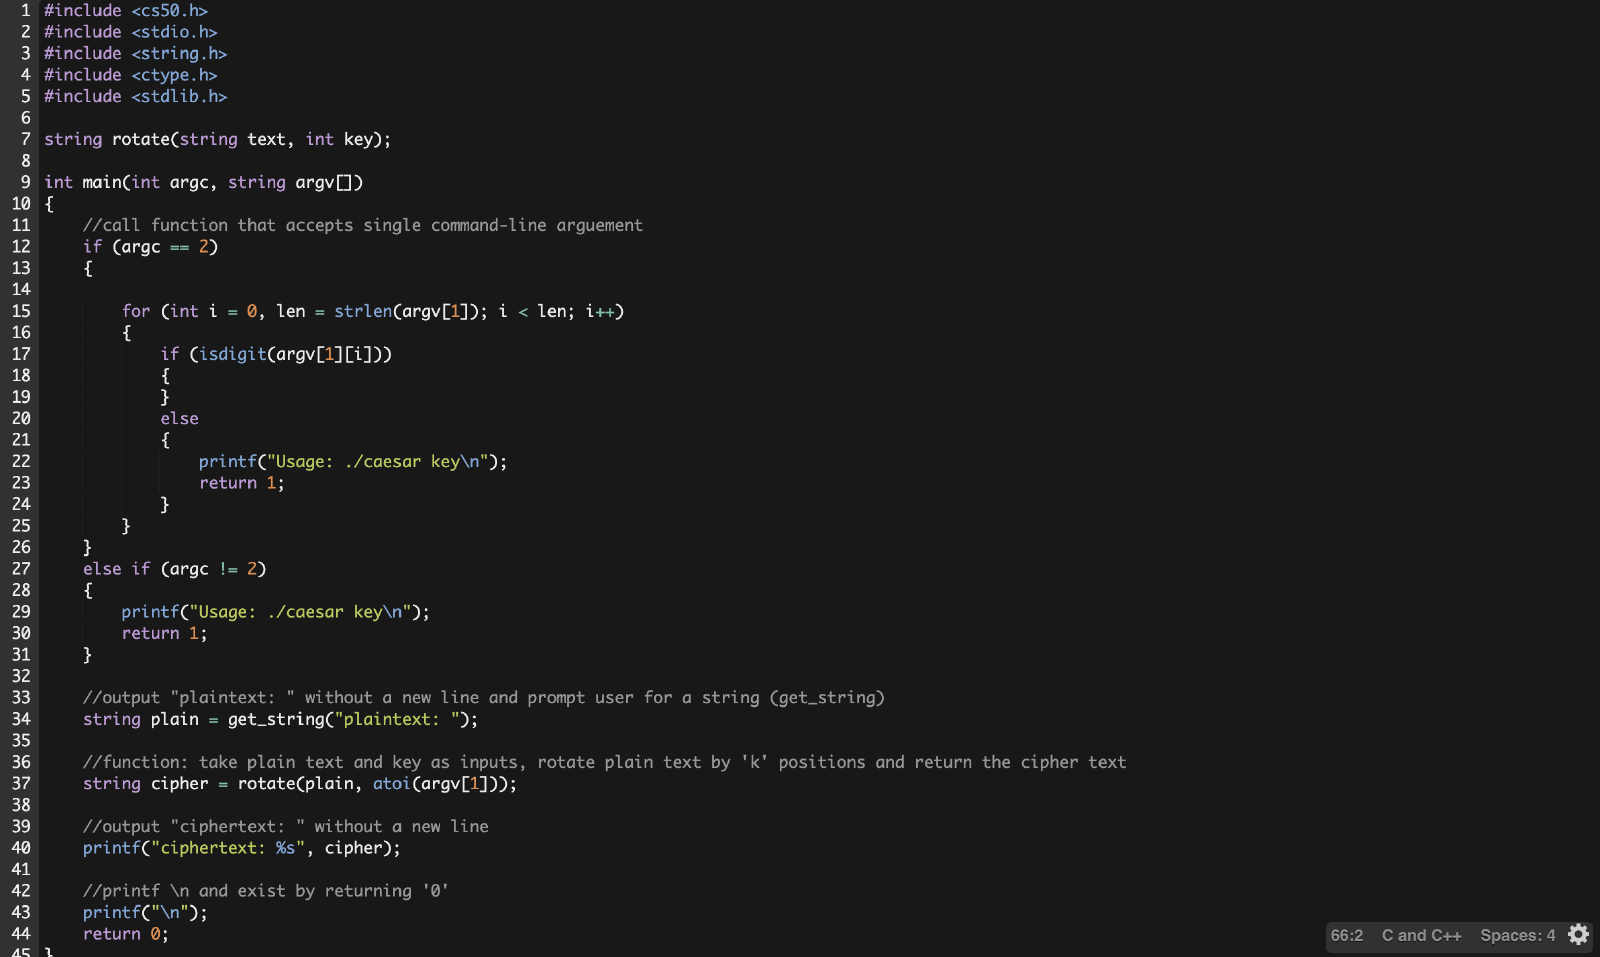 1 #include <cs50.h>
2 #include <stdio.h>
3 #include <string.h>
4 #include <ctype.h>
5 #include <stdlib.h>
6
7 string rotate(string text, int key);
8
9 int main(int argc, string argv[])
10 {
11     //call function that accepts single command-line arguement
12     if (argc == 2)
13     {
14
15         for (int i = 0, len = strlen(argv[1]); i < len; i++)
16         {
17             if (isdigit(argv[1][i]))
18             {
19             }
20             else
21             {
22                 printf("Usage: ./caesar key\n");
23                 return 1;
24             }
25         }
26     }
27     else if (argc != 2)
28     {
29         printf("Usage: ./caesar key\n");
30         return 1;
31     }
32
33     //output "plaintext: " without a new line and prompt user for a string (get_string)
34     string plain = get_string("plaintext: ");
35
36     //function: take plain text and key as inputs, rotate plain text by 'k' positions and return the cipher text
37     string cipher = rotate(plain, atoi(argv[1]));
38
39     //output "ciphertext: " without a new line
40     printf("ciphertext: %s", cipher);
41
42     //printf \n and exist by returning '0'
43     printf("\n");
44     return 0;
45 }
66:2 C and C++ Spaces: 4